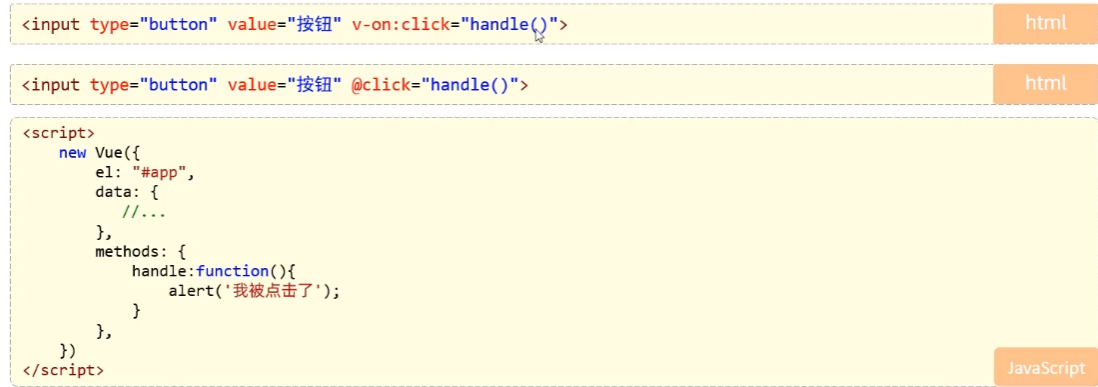 <input type="button" value="按钮" v-on:click="handle()">
html
<input type="button" value="按钮" @click="handle()">
html
<script>
    new Vue({
        el: "#app",
        data: {
           //...
        },
        methods: {
            handle:function(){
                alert('我被点击了');
            }
        },
    })
</script>
JavaScript